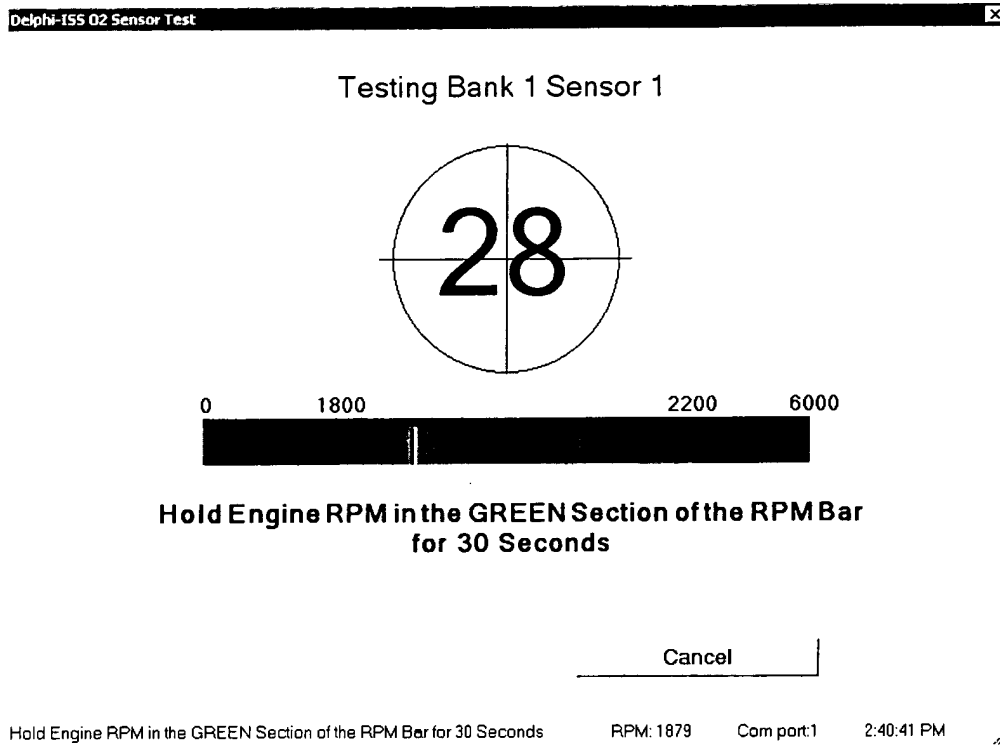 Delphi-ISS O2 Sensor Test
Testing Bank 1 Sensor 1
28
0 1800 2200 6000
Hold Engine RPM in the GREEN Section of the RPM Bar
for 30 Seconds
Cancel
Hold Engine RPM in the GREEN Section of the RPM Bar for 30 Seconds RPM: 1879 Com port:1 2:40:41 PM